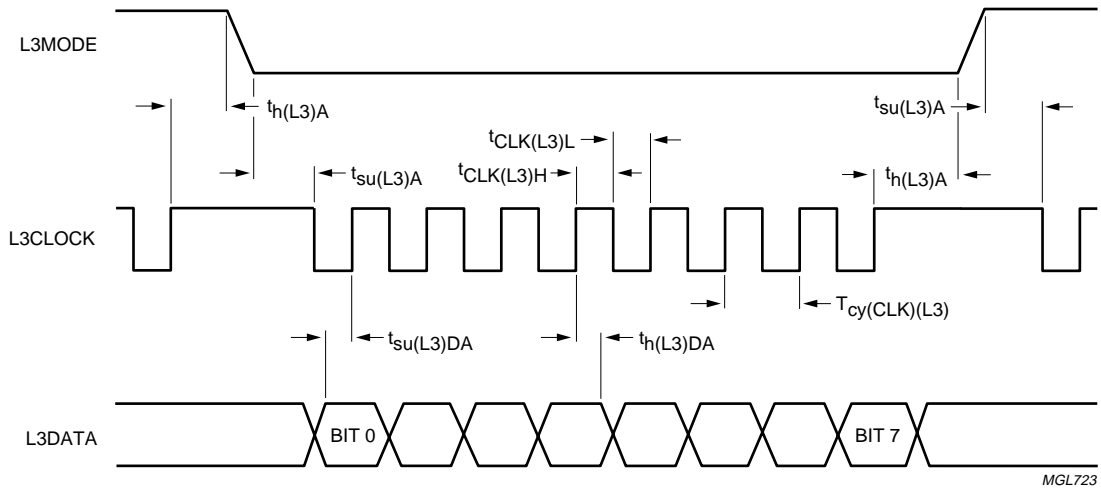 L3MODE
th(L3)A
tsu(L3)A
tCLK(L3)L
tsu(L3)A
tCLK(L3)H
th(L3)A
L3CLOCK
Tcy(CLK)(L3)
tsu(L3)DA
th(L3)DA
L3DATA
BIT 0
BIT 7
MGL723